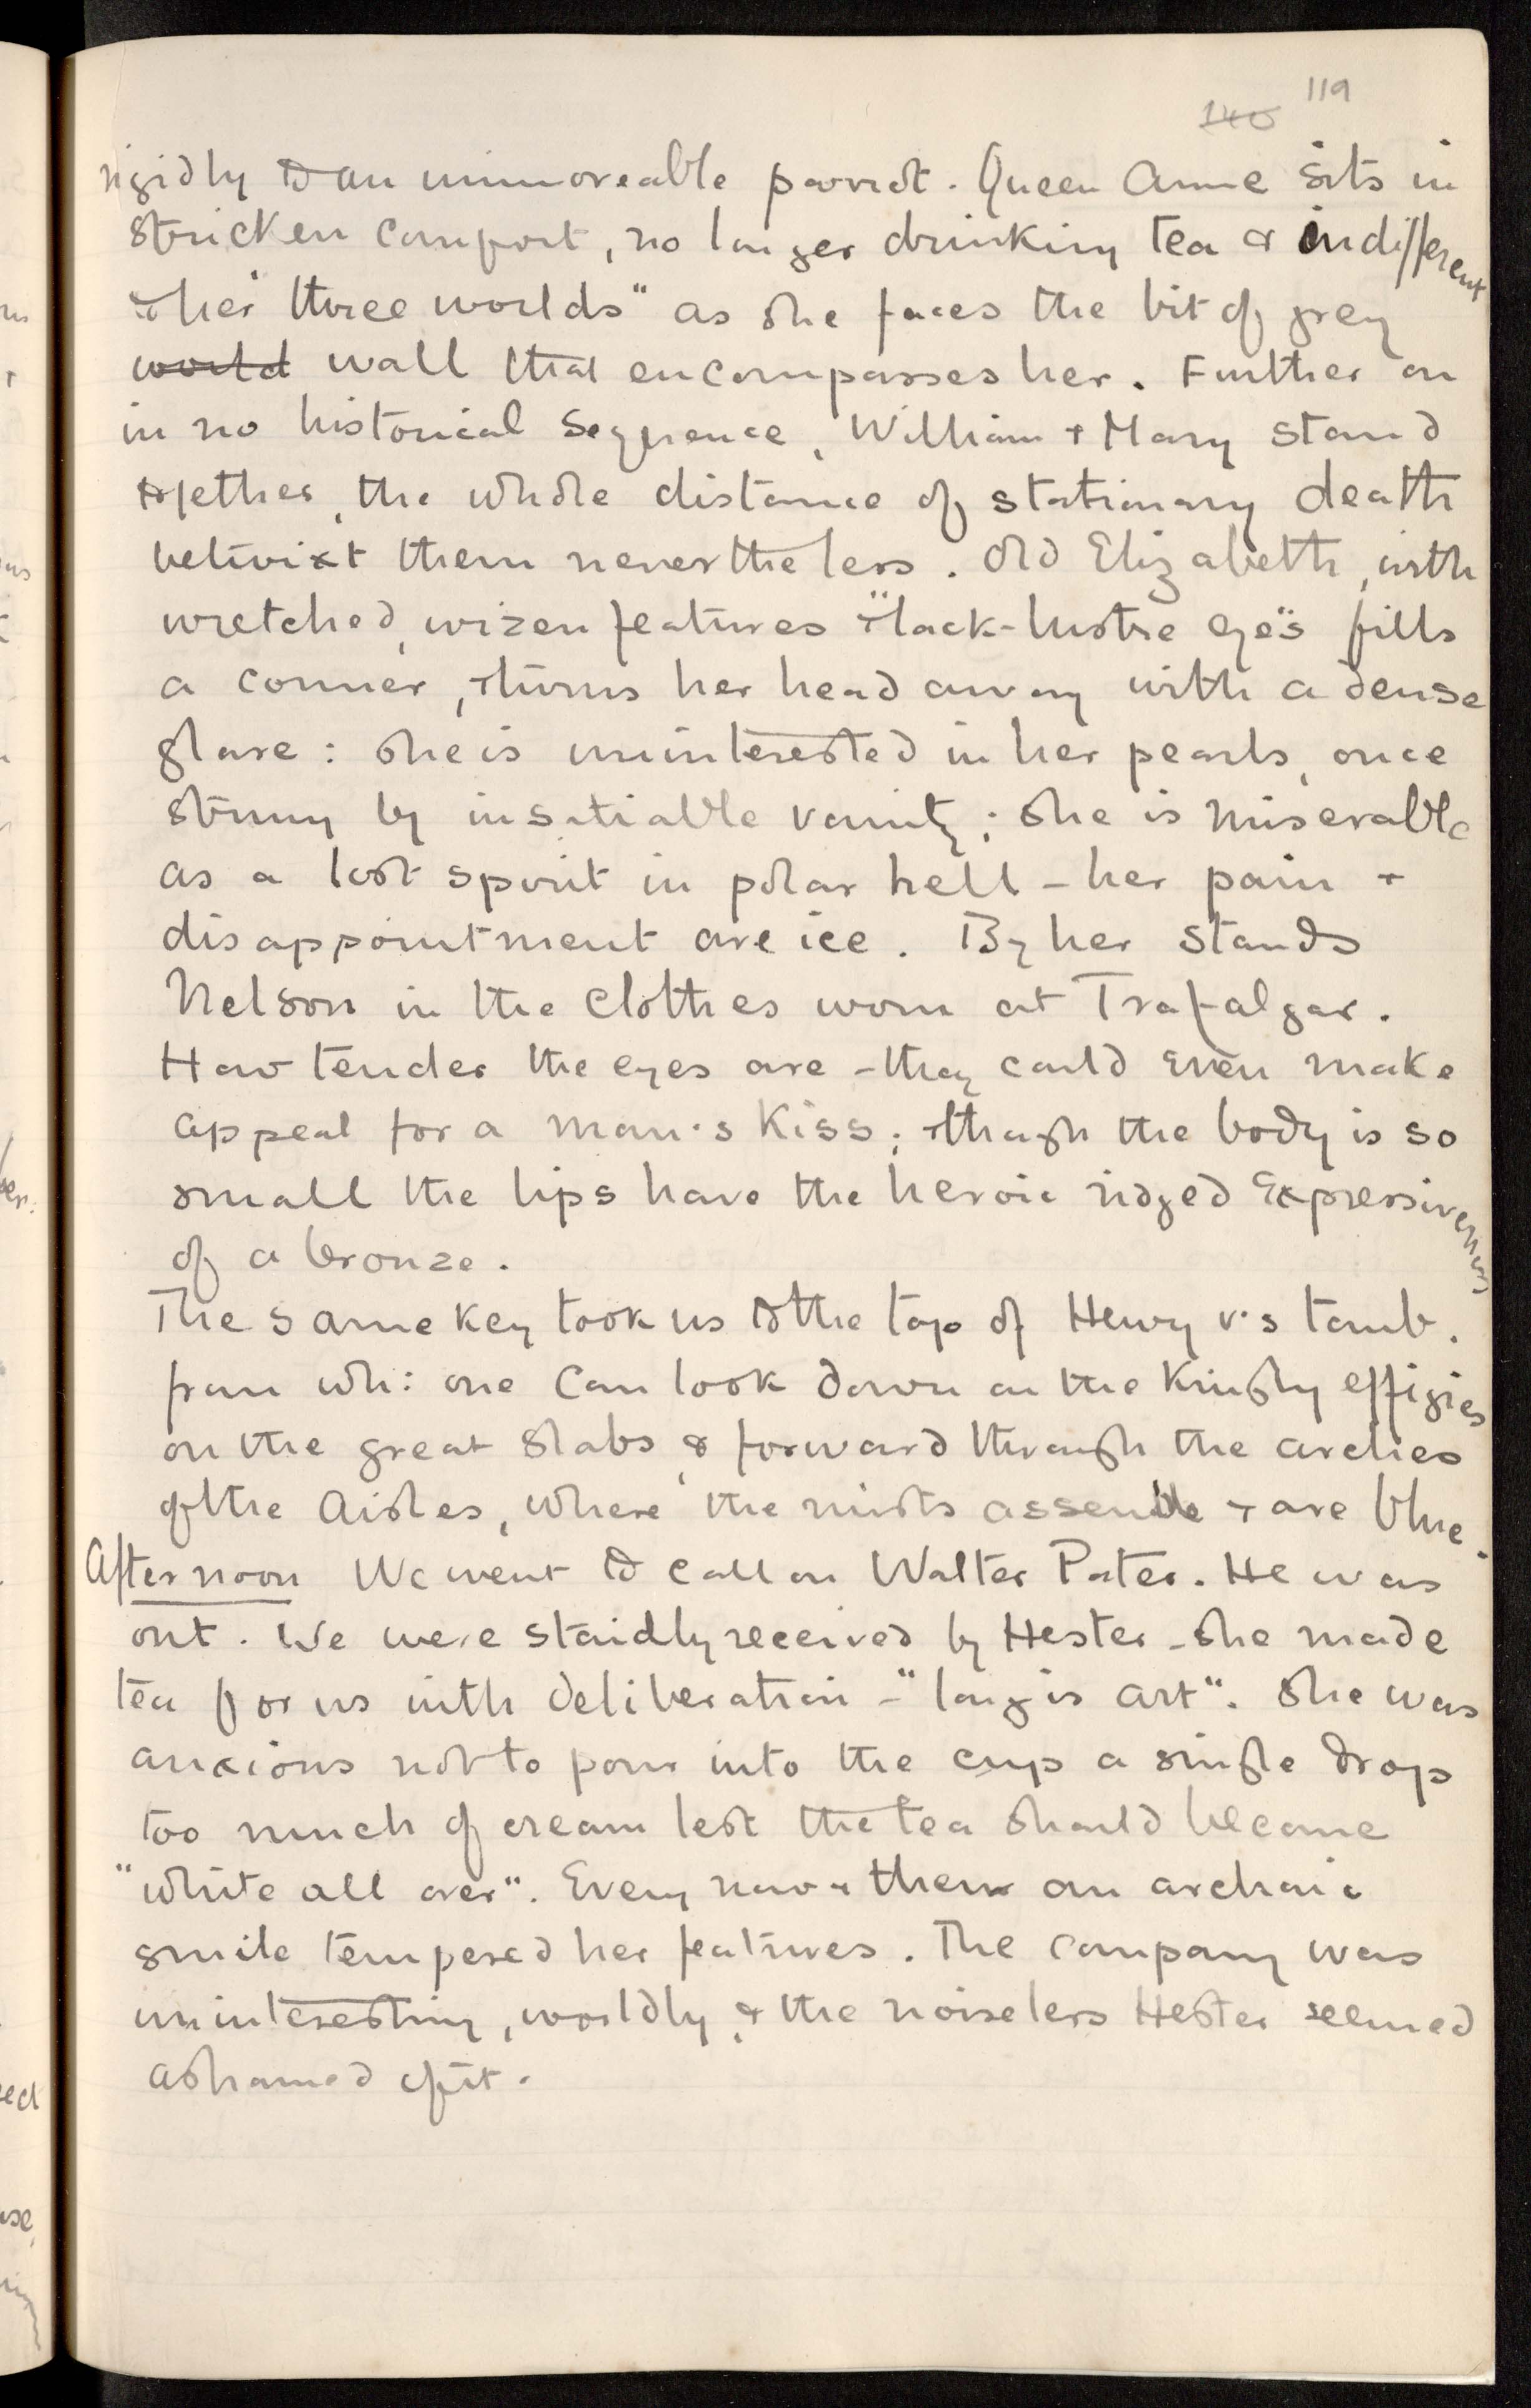 119
140
rigidly to an immoveable parrot. Queen Anne sits in
stricken comfort, no longer drinking tea & indifferent
to her three worlds" as she faces the bit of grey
world wall that encompasses her. Further on
in no historical sequence, William & Mary stand
together, the whole distance of stationary death
betwixt them nevertheless. Old Elizabeth, with
wretched, wizen features & "lack-lustre eyes" fills
a corner, & turns her head away with a dense
glare: she is uninterested in her pearls, once
strung by insatiable vanity; she is miserable
as a lost spirit in polar hell - her pain &
disappointment are ice. By her stands
Nelson in the clothes worn at Trafalgar.
How tender the eyes are - they could even make
appeal for a man's kiss; & though the body is so
small the lips have the heroic ridged expressiveness
of a bronze.
The same key took us to the top of Henry V's tomb.
from wh: one can look down on the Kingly effigies
on the great slabs, & forward through the arches
of the Aisles, where the mists assemble & are blue.
Afternoon We went to call on Walter Pater. He was
out. We were staidly received by Hester - she made
tea for us with deliberation - "long is art". She was
anxious not to pour into the cup a single drop
too much of cream lest the tea should become
"white all over". Every now & then an archaic
smile tempered her features. The company was
uninteresting, worldly, & the noiseless Hester seemed
ashamed of it.